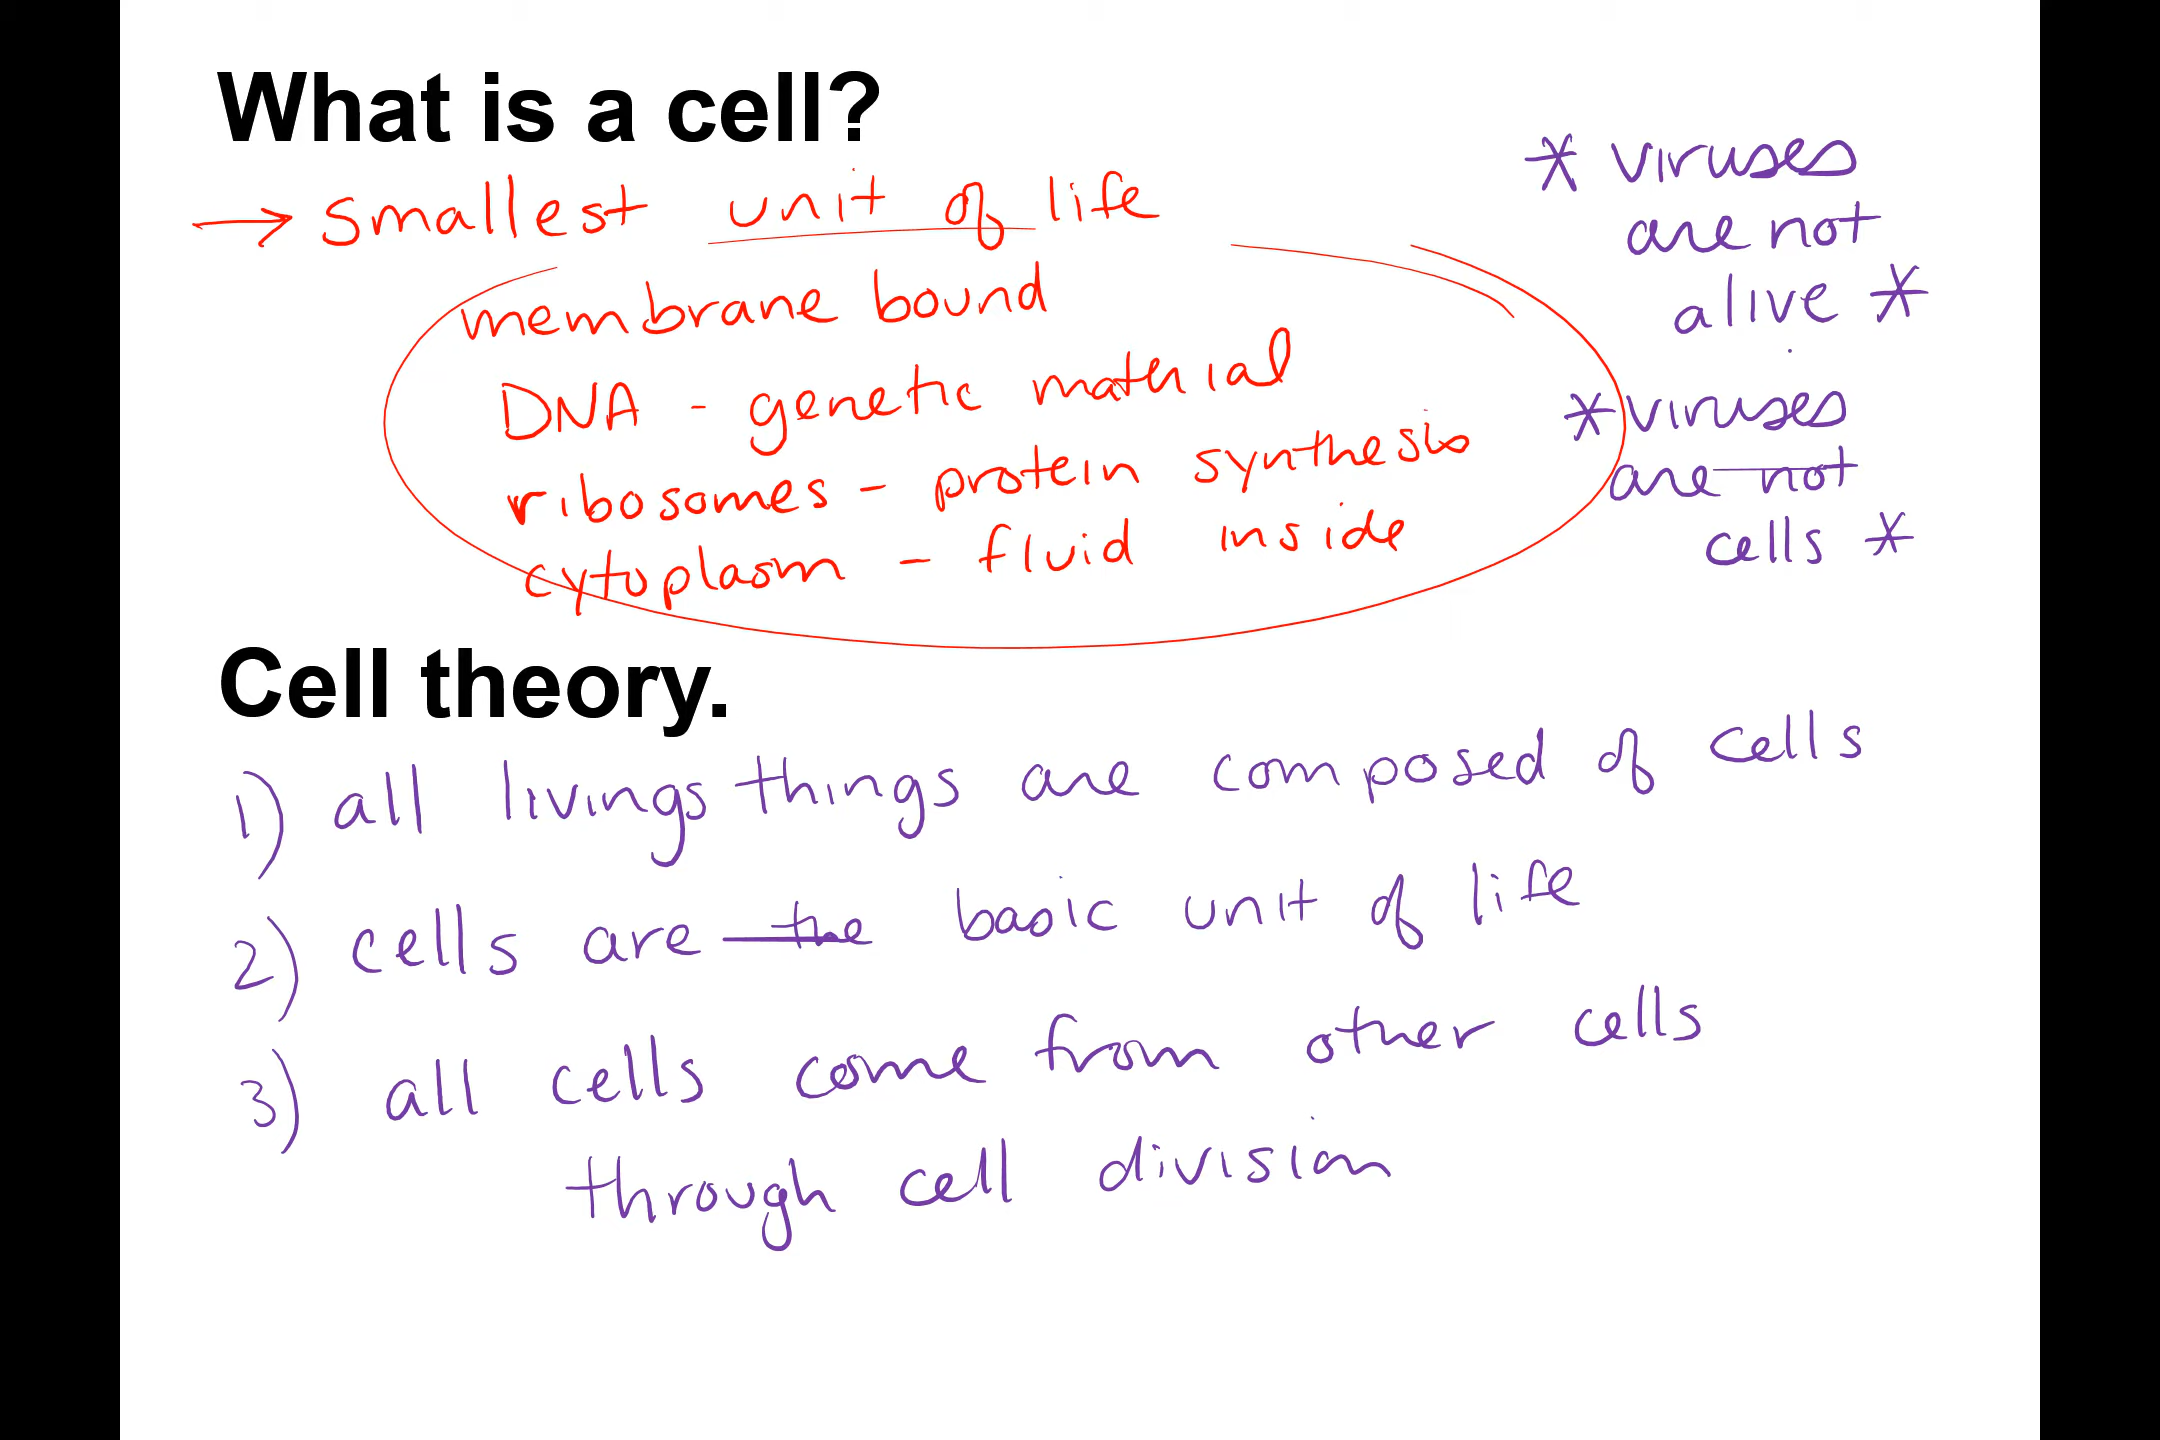 What is a cell?
→ smallest unit of life
membrane bound
DNA - genetic material
ribosomes - protein synthesis
cytoplasm - fluid inside
* viruses
are not
alive *
* viruses
are not
cells *
Cell theory.
1) all livings things are composed of cells
2) cells are the basic unit of life
3) all cells come from other cells
through cell division